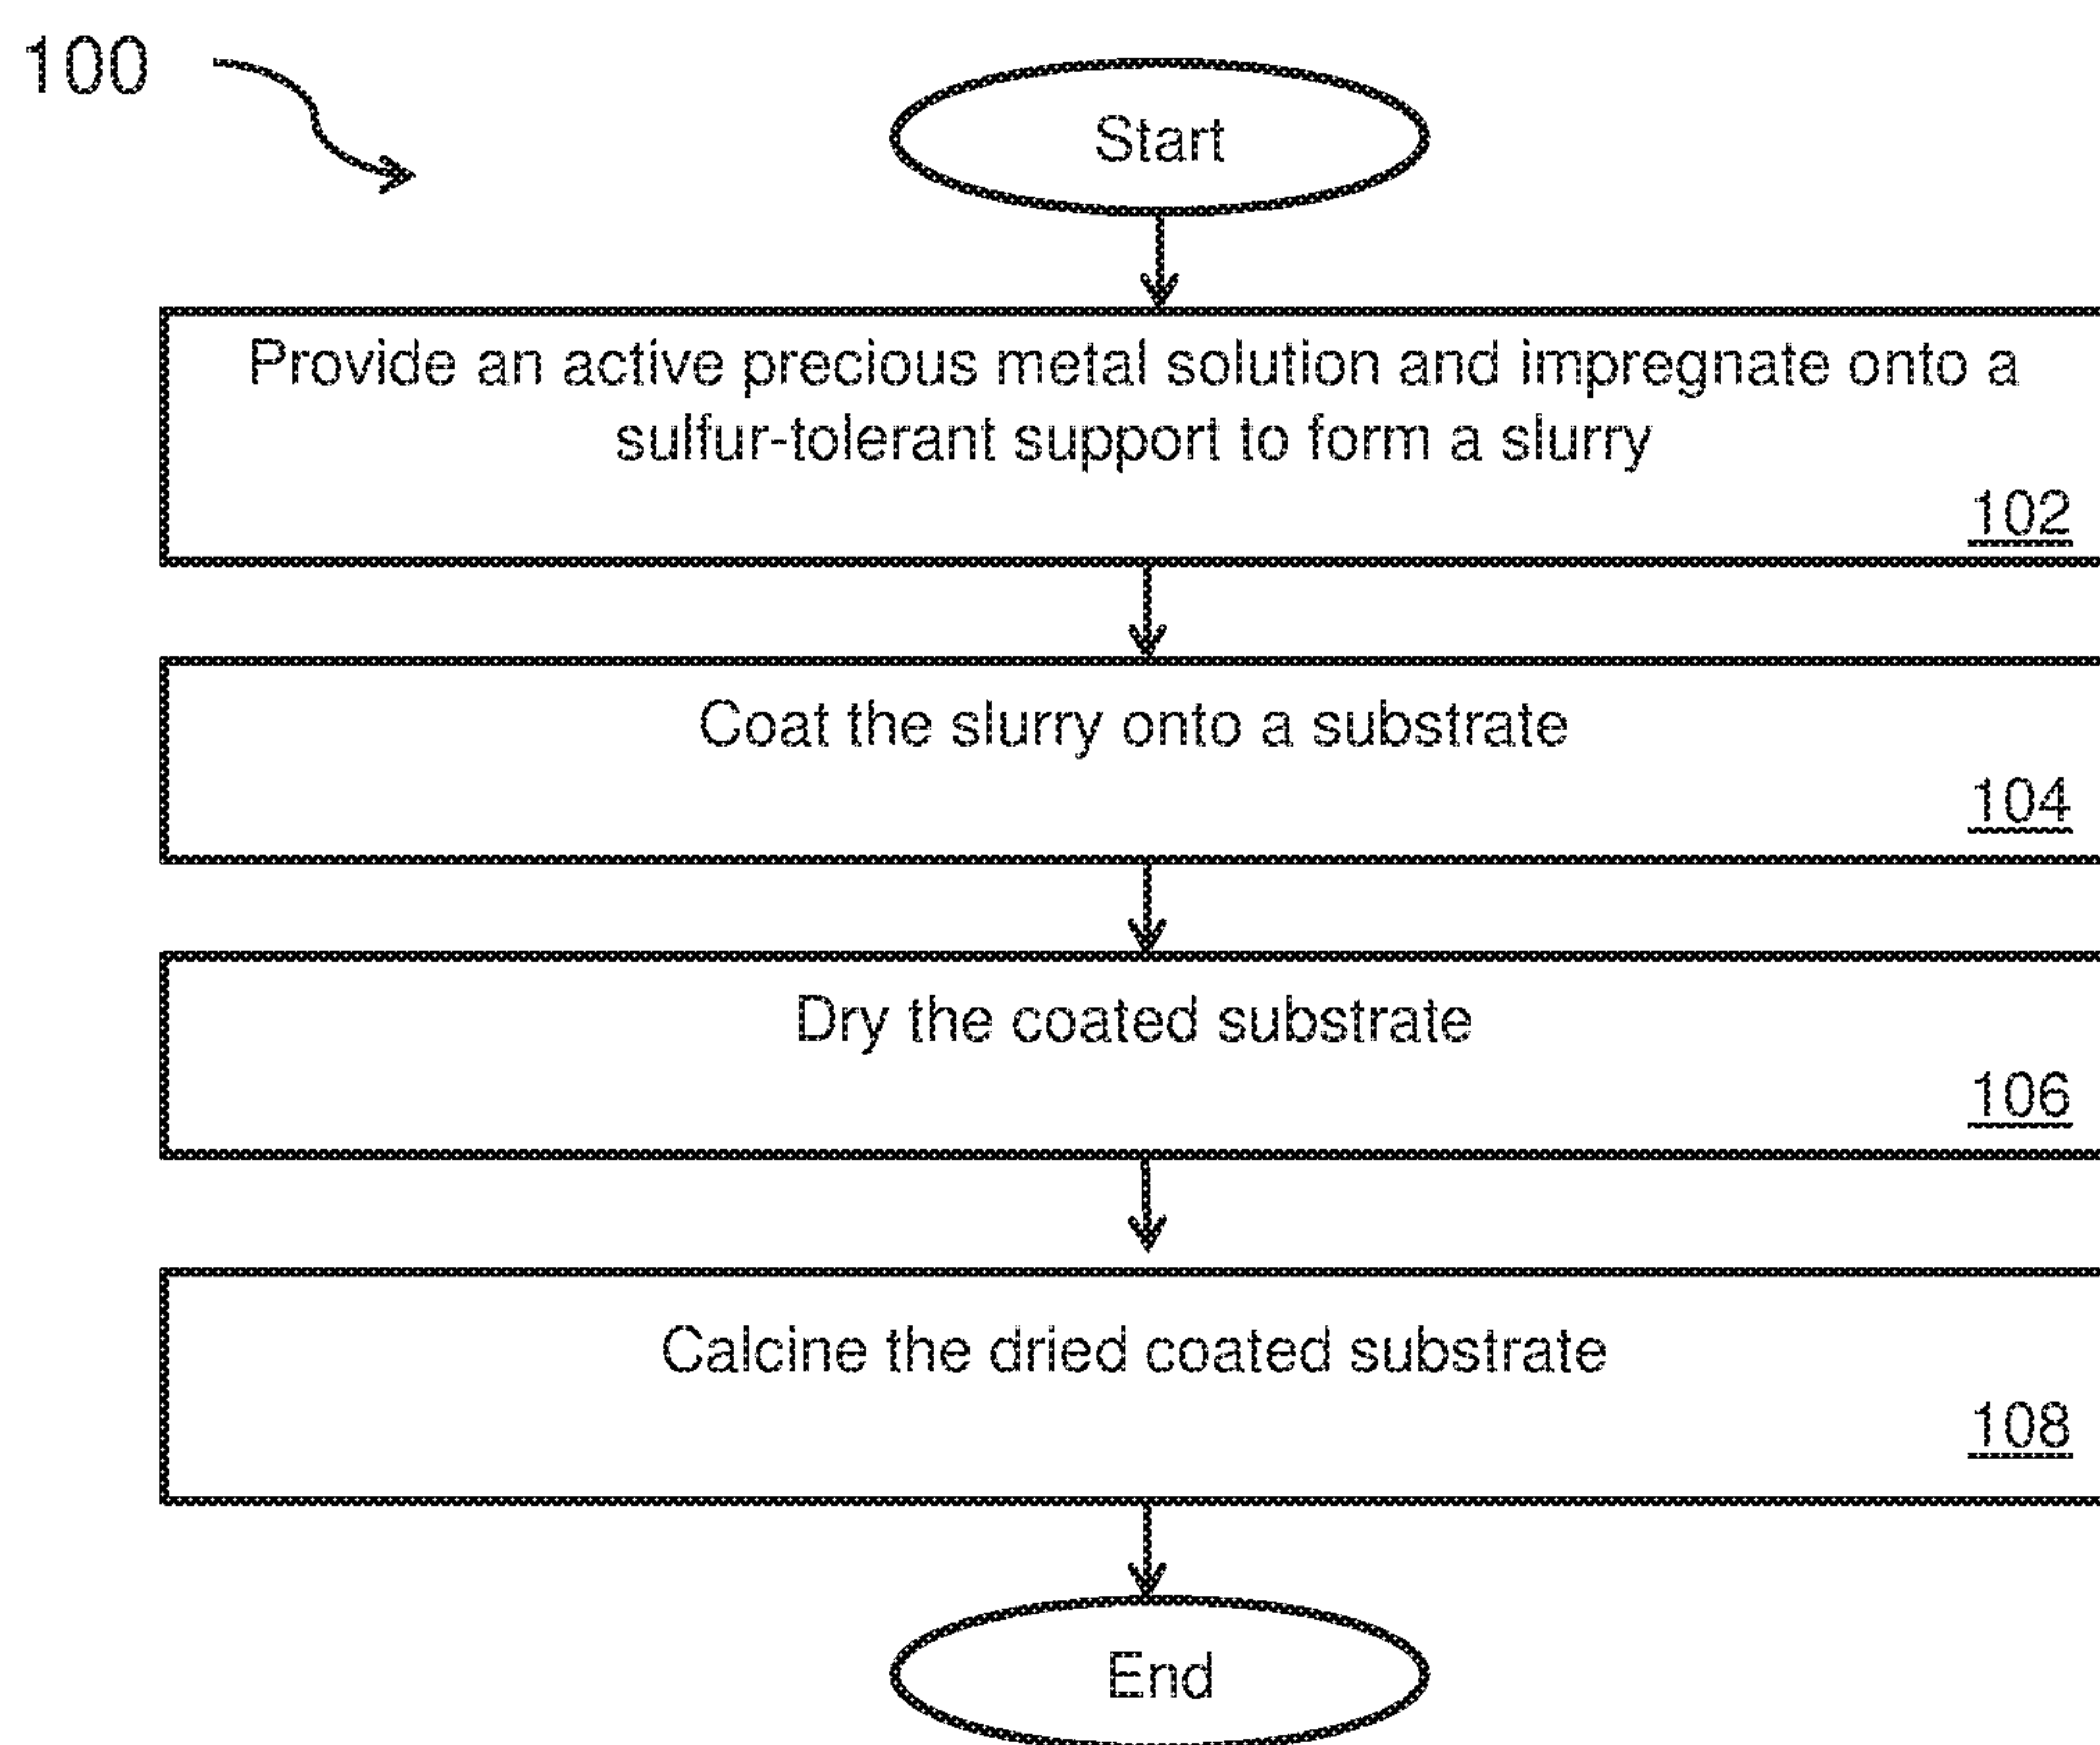 100
Start
Provide an active precious metal solution and impregnate onto a
sulfur-tolerant support to form a slurry
102
Coat the slurry onto a substrate
104
Dry the coated substrate
106
Calcine the dried coated substrate
108
End